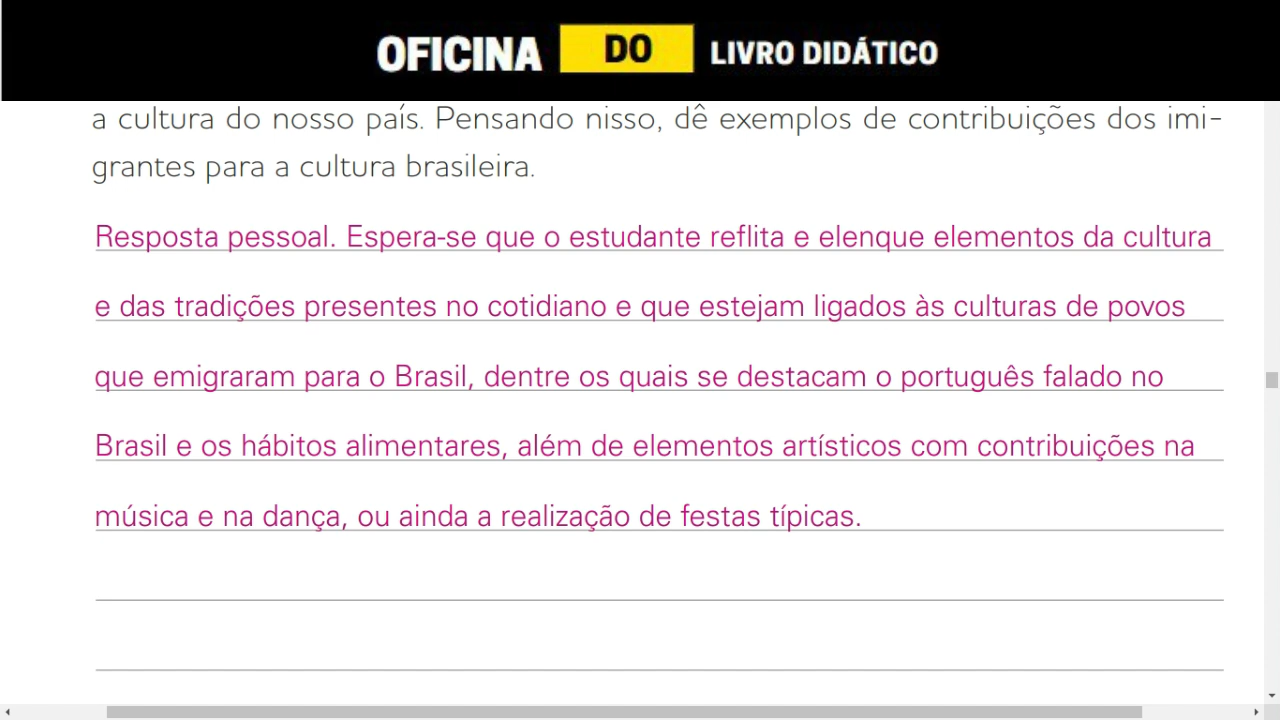 OFICINA DO LIVRO DIDÁTICO
a cultura do nosso país. Pensando nisso, dê exemplos de contribuições dos imi-
grantes para a cultura brasileira.
Resposta pessoal. Espera-se que o estudante reflita e elenque elementos da cultura
e das tradições presentes no cotidiano e que estejam ligados às culturas de povos
que emigraram para o Brasil, dentre os quais se destacam o português falado no
Brasil e os hábitos alimentares, além de elementos artísticos com contribuições na
música e na dança, ou ainda a realização de festas típicas.